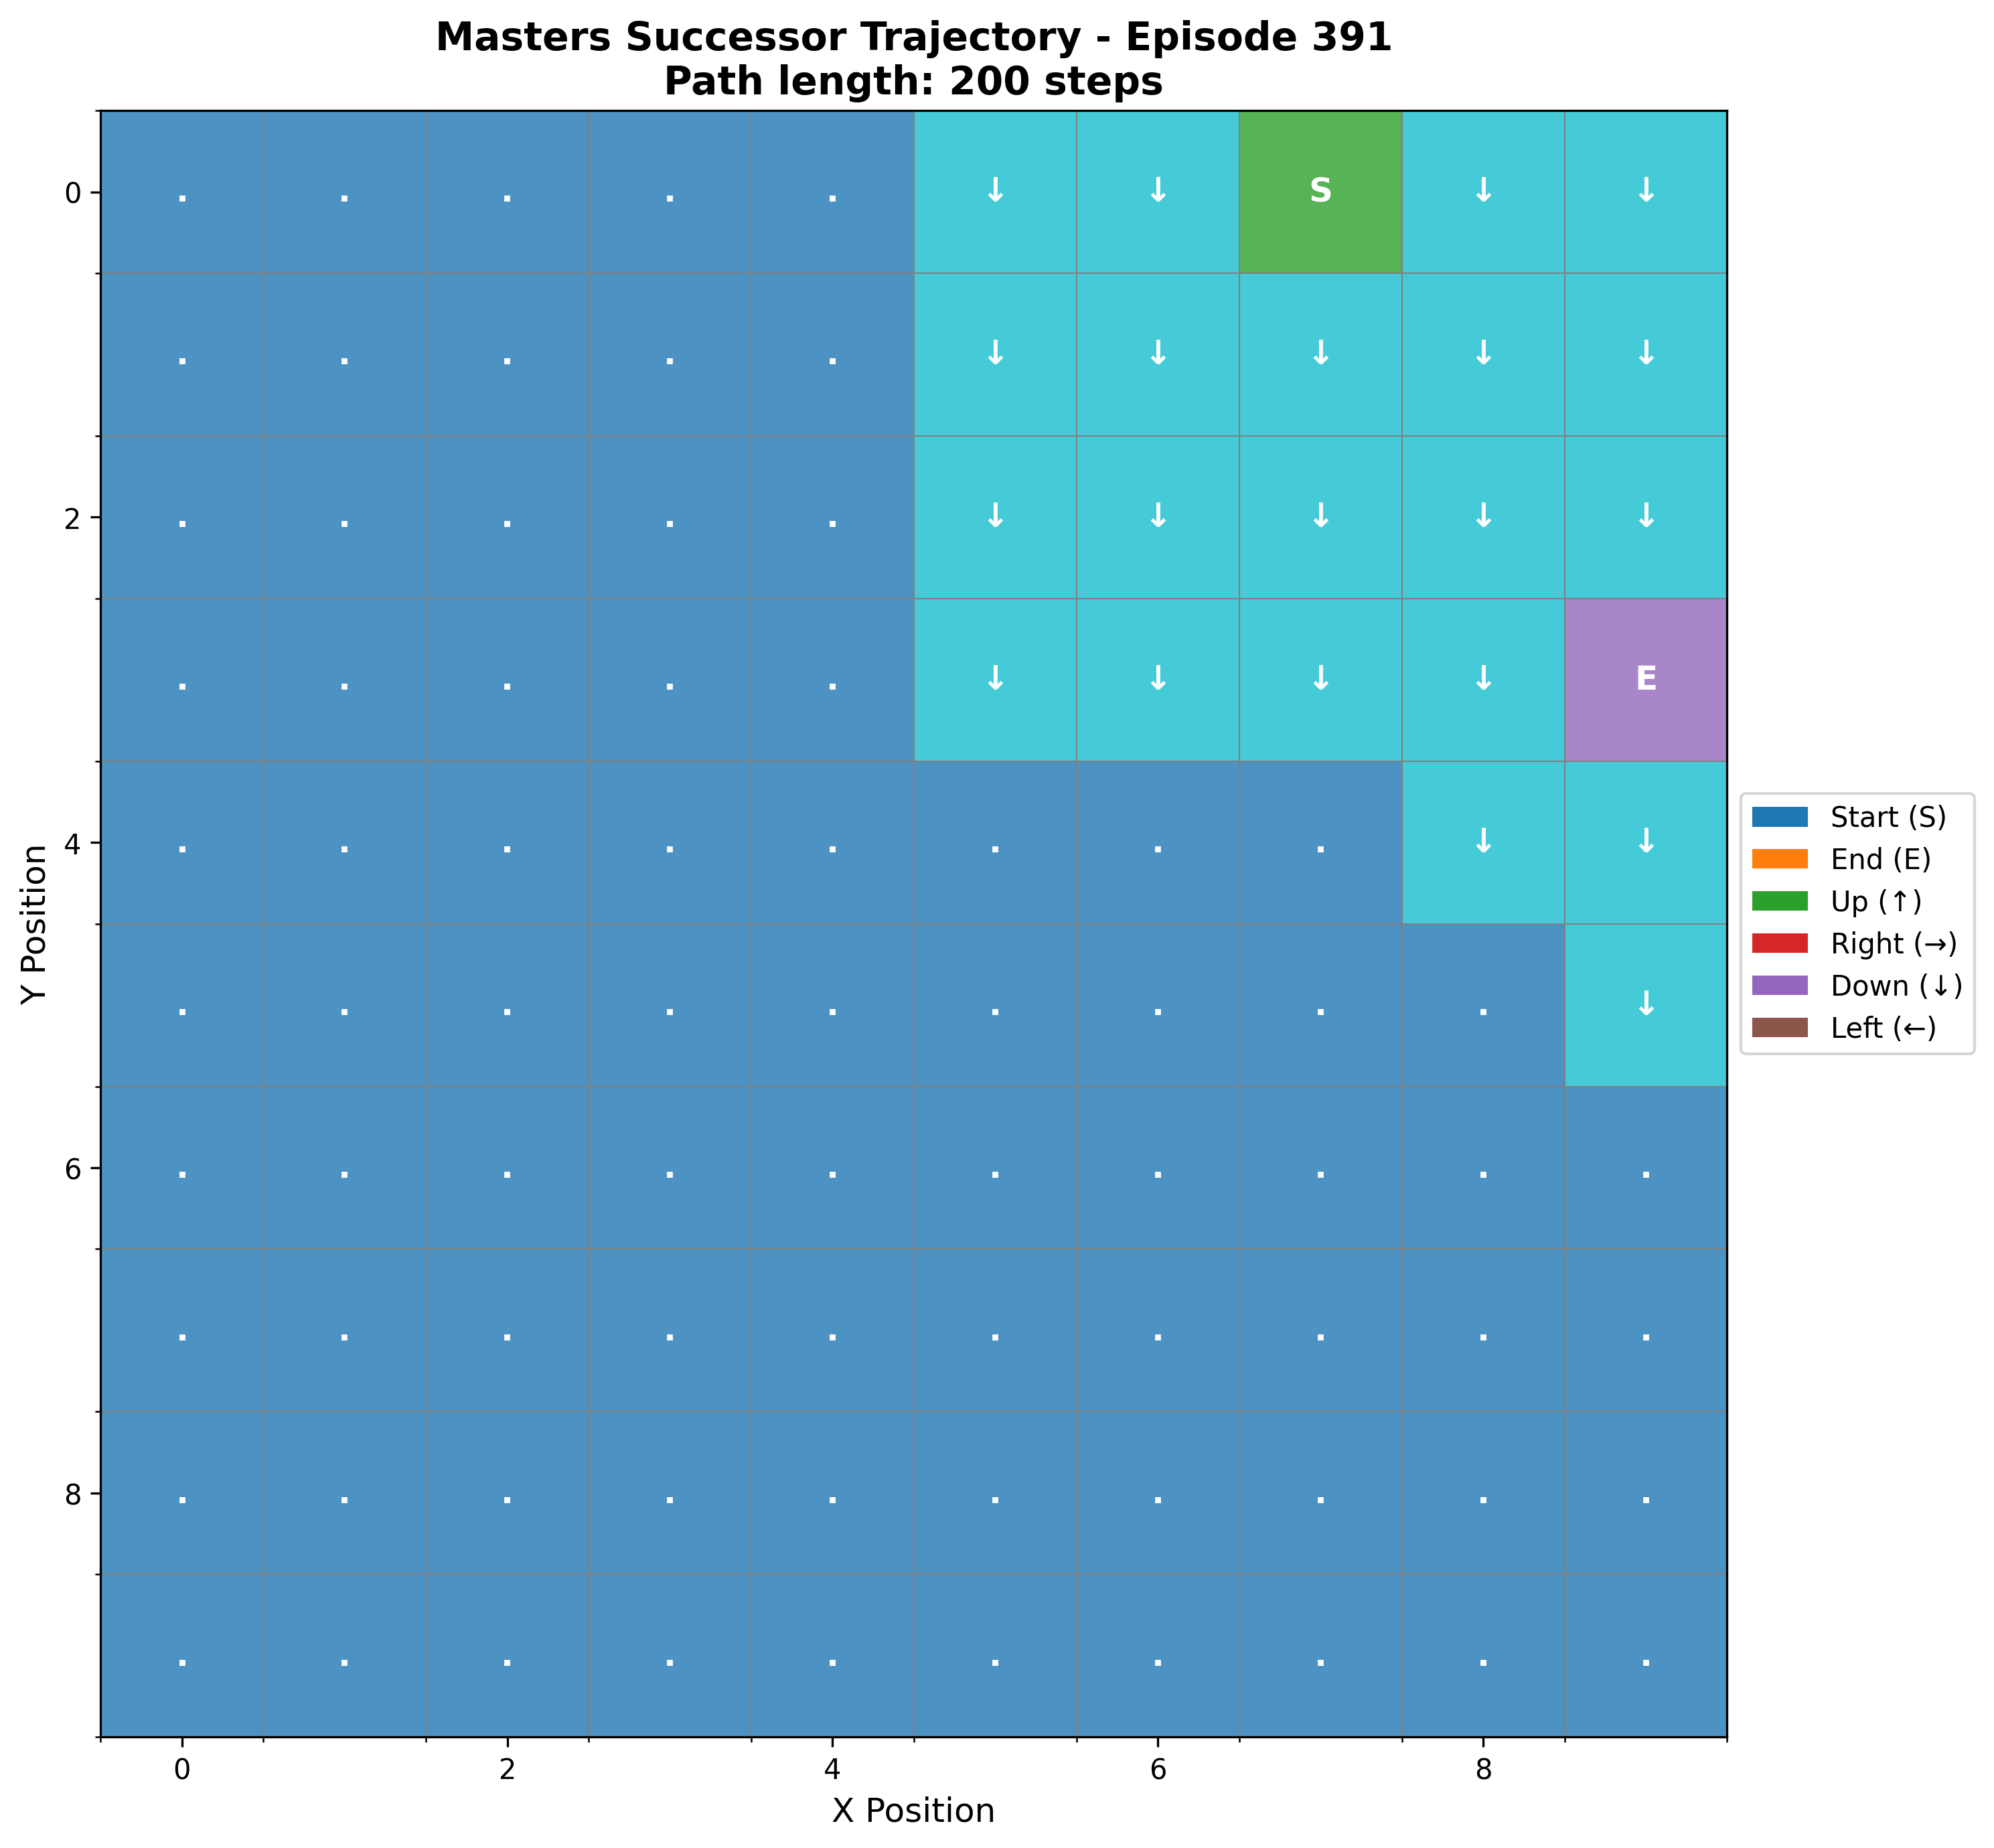 Masters Successor Trajectory - Episode 391
Path length: 200 steps
0 . . . . . ↓ ↓ S ↓ ↓
. . . . . ↓ ↓ ↓ ↓ ↓
2 . . . . . ↓ ↓ ↓ ↓ ↓
. . . . . ↓ ↓ ↓ ↓ E
4 . . . . . . . . ↓ ↓
. . . . . . . . . ↓
6 . . . . . . . . . .
. . . . . . . . . .
8 . . . . . . . . . .
. . . . . . . . . .
0 2 4 6 8
X Position
Y Position
Start (S)
End (E)
Up (↑)
Right (→)
Down (↓)
Left (←)